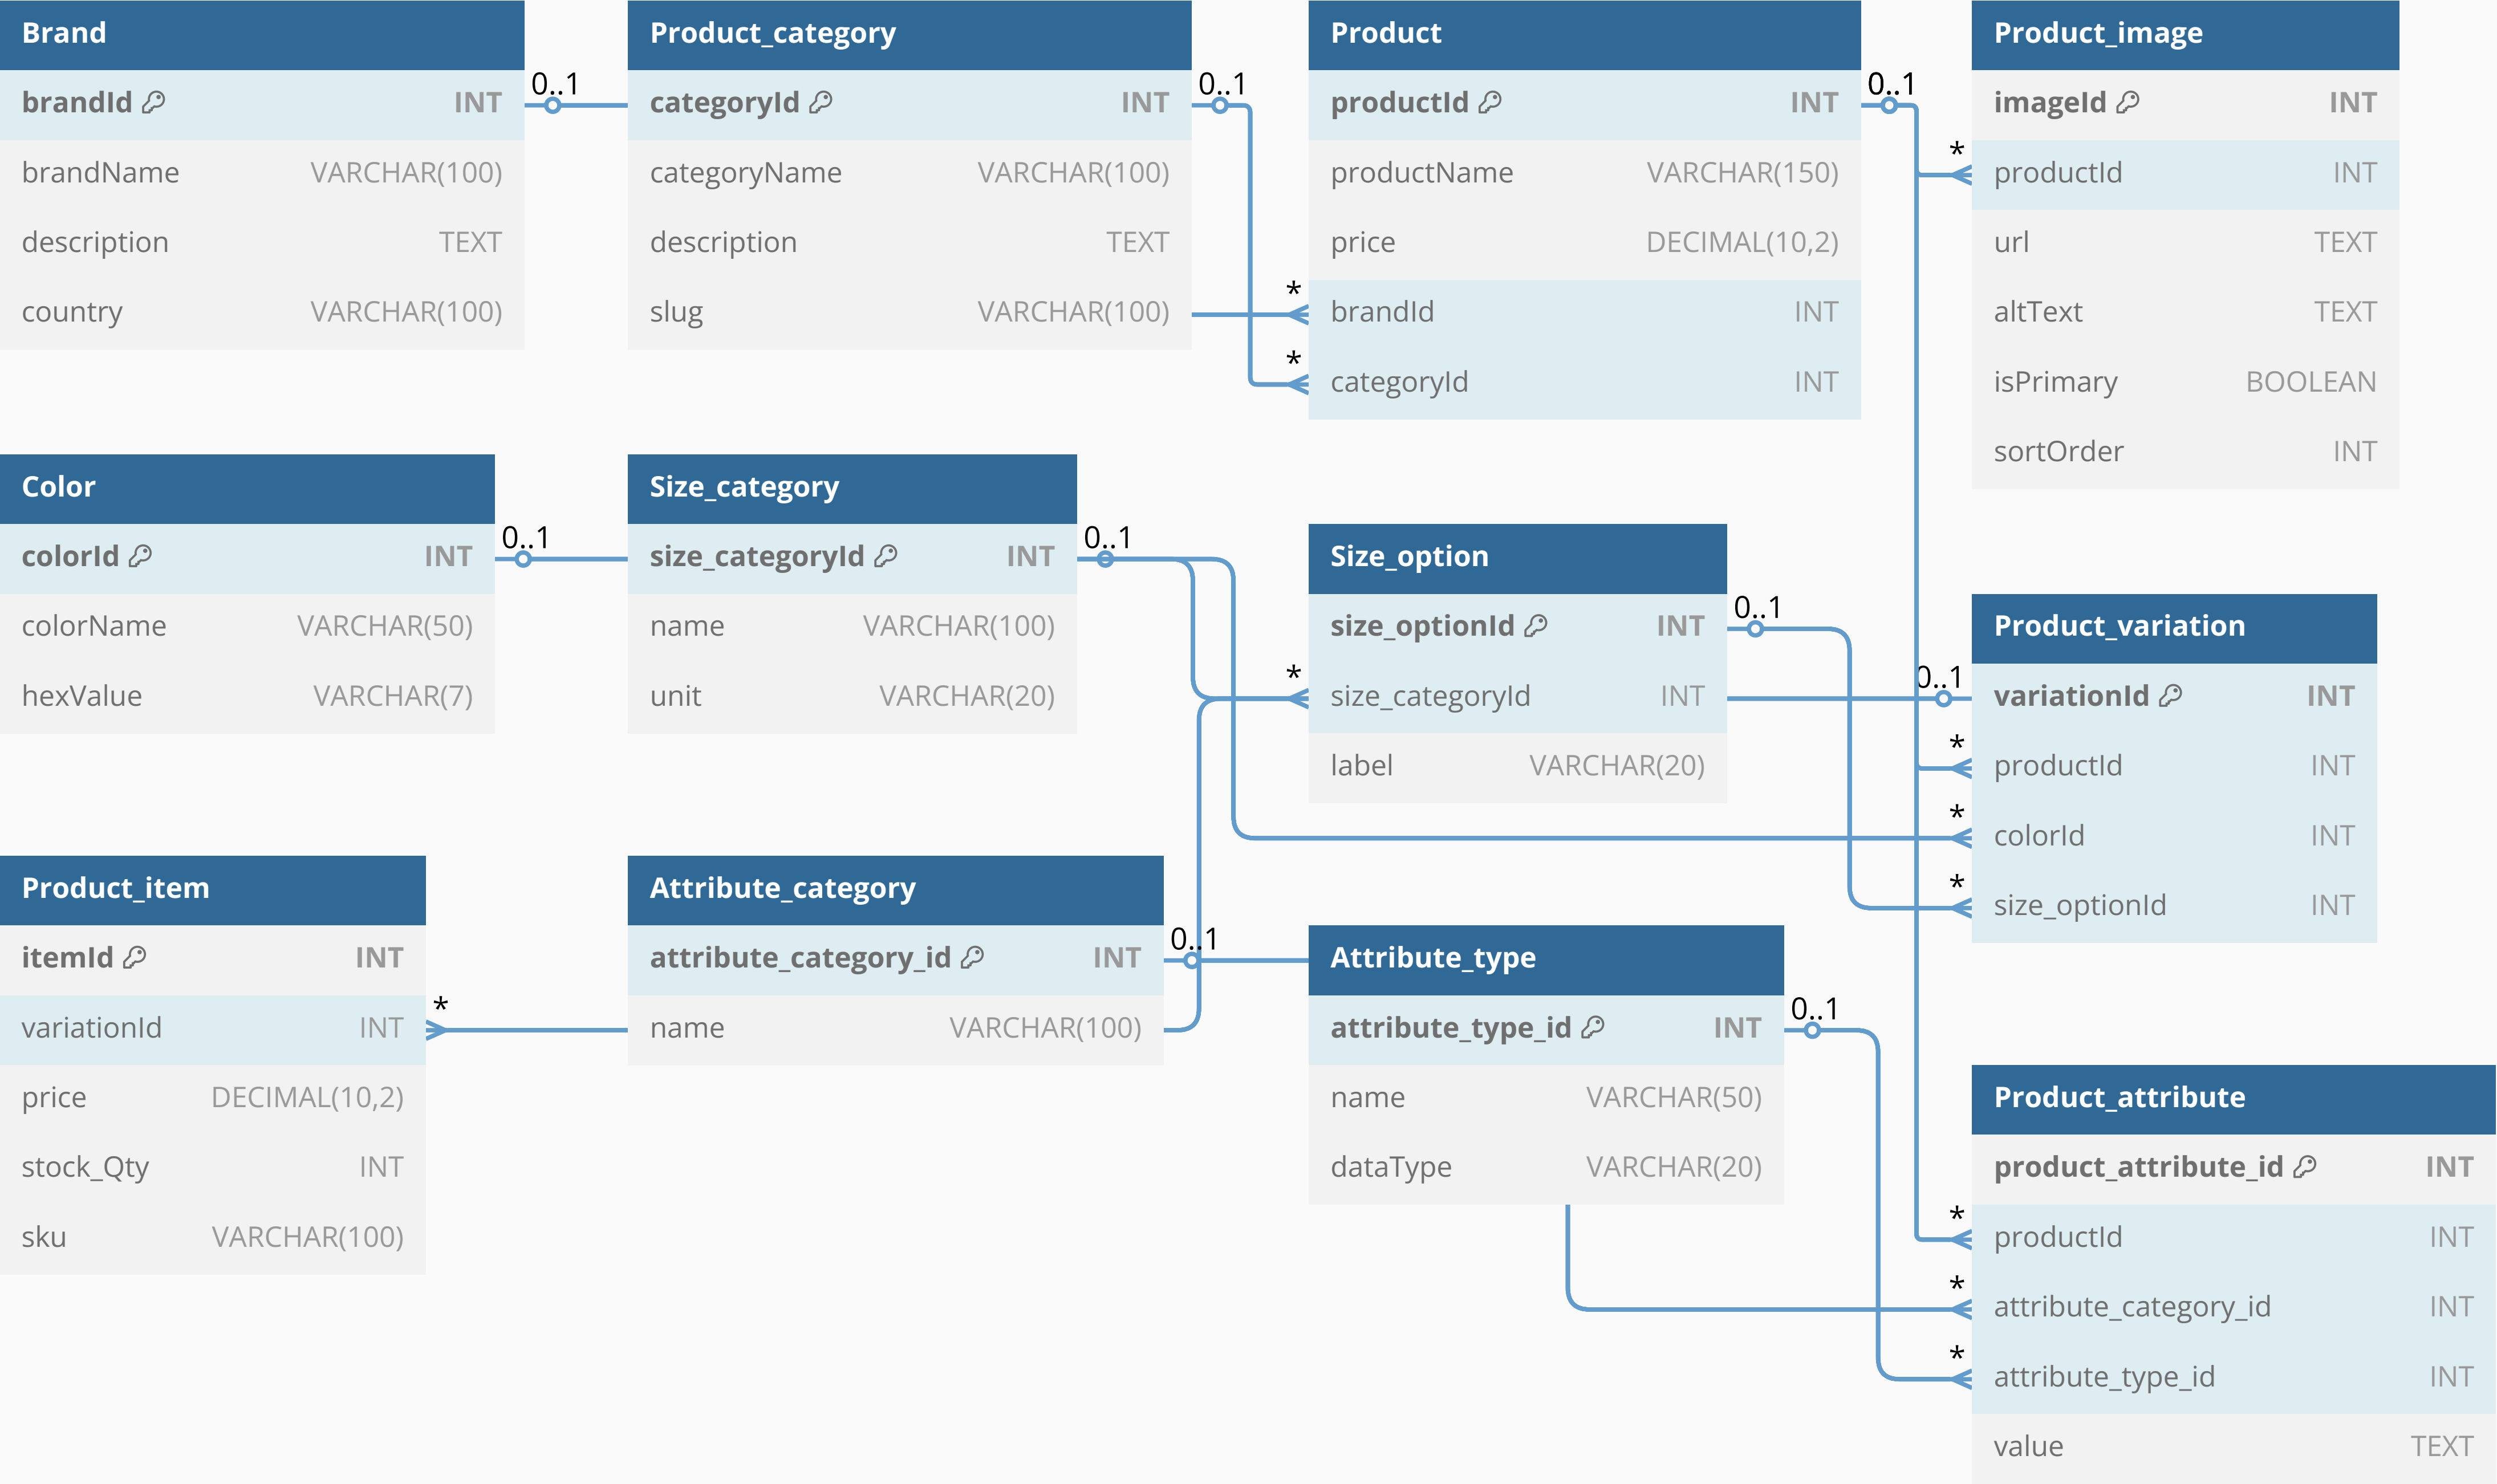 Brand
brandId INT
brandName VARCHAR(100)
description TEXT
country VARCHAR(100)
0..1
Product_category
categoryId INT
categoryName VARCHAR(100)
description TEXT
slug VARCHAR(100)
0..1
Product
productId INT
productName VARCHAR(150)
price DECIMAL(10,2)
* brandId INT
* categoryId INT
0..1
Product_image
imageId INT
* productId INT
url TEXT
altText TEXT
isPrimary BOOLEAN
sortOrder INT
Color
colorId INT
colorName VARCHAR(50)
hexValue VARCHAR(7)
0..1
Size_category
size_categoryId INT
name VARCHAR(100)
unit VARCHAR(20)
0..1
Size_option
size_optionId INT
* size_categoryId INT
label VARCHAR(20)
0..1
Product_variation
0..1
variationId INT
* productId INT
* colorId INT
* size_optionId INT
Product_item
itemId INT
variationId INT *
price DECIMAL(10,2)
stock_Qty INT
sku VARCHAR(100)
Attribute_category
attribute_category_id INT
name VARCHAR(100)
0..1
Attribute_type
attribute_type_id INT
name VARCHAR(50)
dataType VARCHAR(20)
0..1
Product_attribute
product_attribute_id INT
* productId INT
* attribute_category_id INT
* attribute_type_id INT
value TEXT